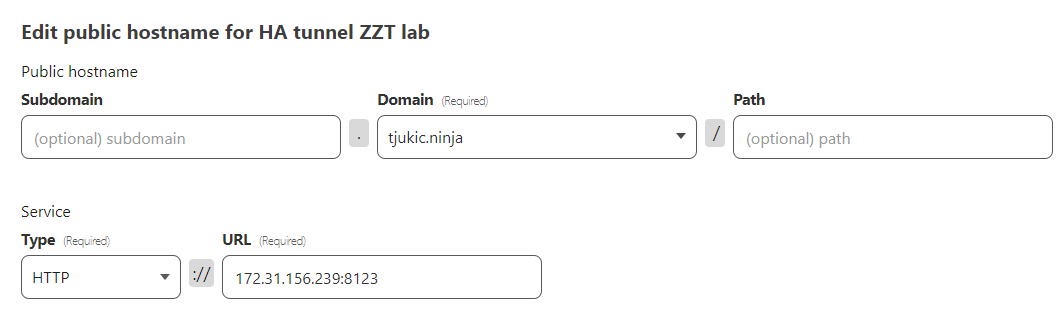 Edit public hostname for HA tunnel ZZT lab
Public hostname
Subdomain Domain (Required) Path
(optional) subdomain . tjukic.ninja / (optional) path
Service
Type (Required) URL (Required)
HTTP :// 172.31.156.239:8123